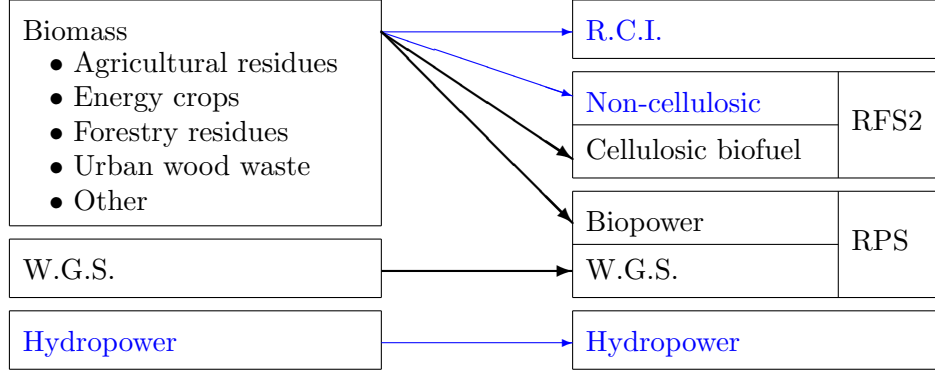 Biomass
• Agricultural residues
• Energy crops
• Forestry residues
• Urban wood waste
• Other
W.G.S.
Hydropower
R.C.I.
Non-cellulosic
Cellulosic biofuel
RFS2
Biopower
W.G.S.
RPS
Hydropower